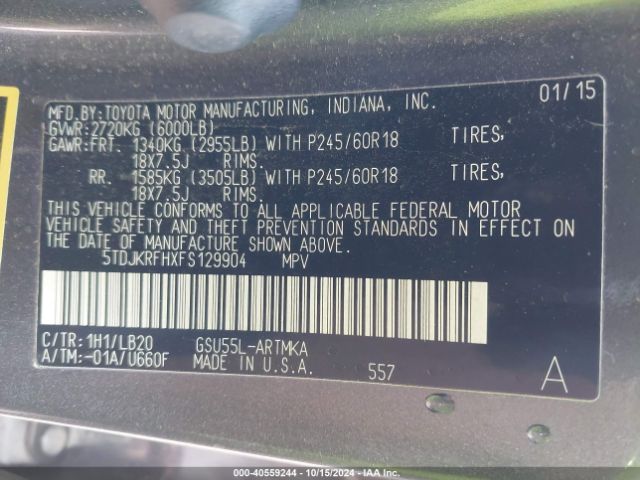 MFD.BY:TOYOTA MOTOR MANUFACTURING, INDIANA, INC. 01/15
GVWR:2720KG (6000LB)
GAWR:FRT. 1340KG (2955LB) WITH P245/60R18 TIRES,
18X7.5J RIMS.
RR. 1585KG (3505LB) WITH P245/60R18 TIRES,
18X7.5J RIMS.
THIS VEHICLE CONFORMS TO ALL APPLICABLE FEDERAL MOTOR
VEHICLE SAFETY AND THEFT PREVENTION STANDARDS IN EFFECT ON
THE DATE OF MANUFACTURE SHOWN ABOVE.
5TDJKRFHXFS129904 MPV
C/TR:1H1/LB20 GSU55L-ARTMKA
A/TM:-01A/U660F MADE IN U.S.A. 557 A
000-40559244 - 10/15/2024 - IAA Inc.